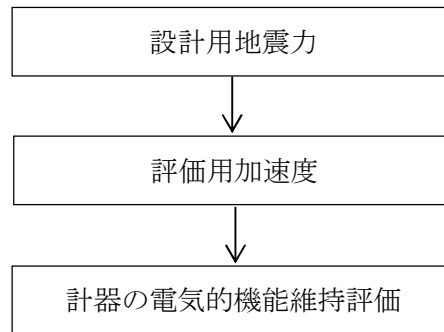 設計用地震力
評価用加速度
計器の電気的機能維持評価